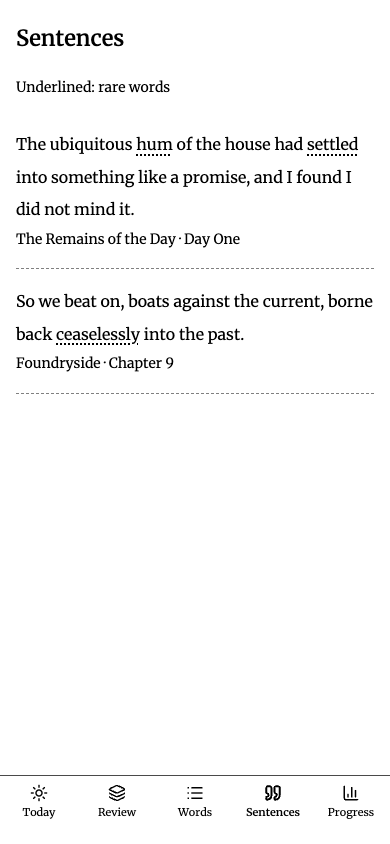 Sentences
Underlined: rare words
The ubiquitous hum of the house had settled
into something like a promise, and I found I
did not mind it.
The Remains of the Day · Day One
So we beat on, boats against the current, borne
back ceaselessly into the past.
Foundryside · Chapter 9
Today
Review
Words
Sentences
Progress